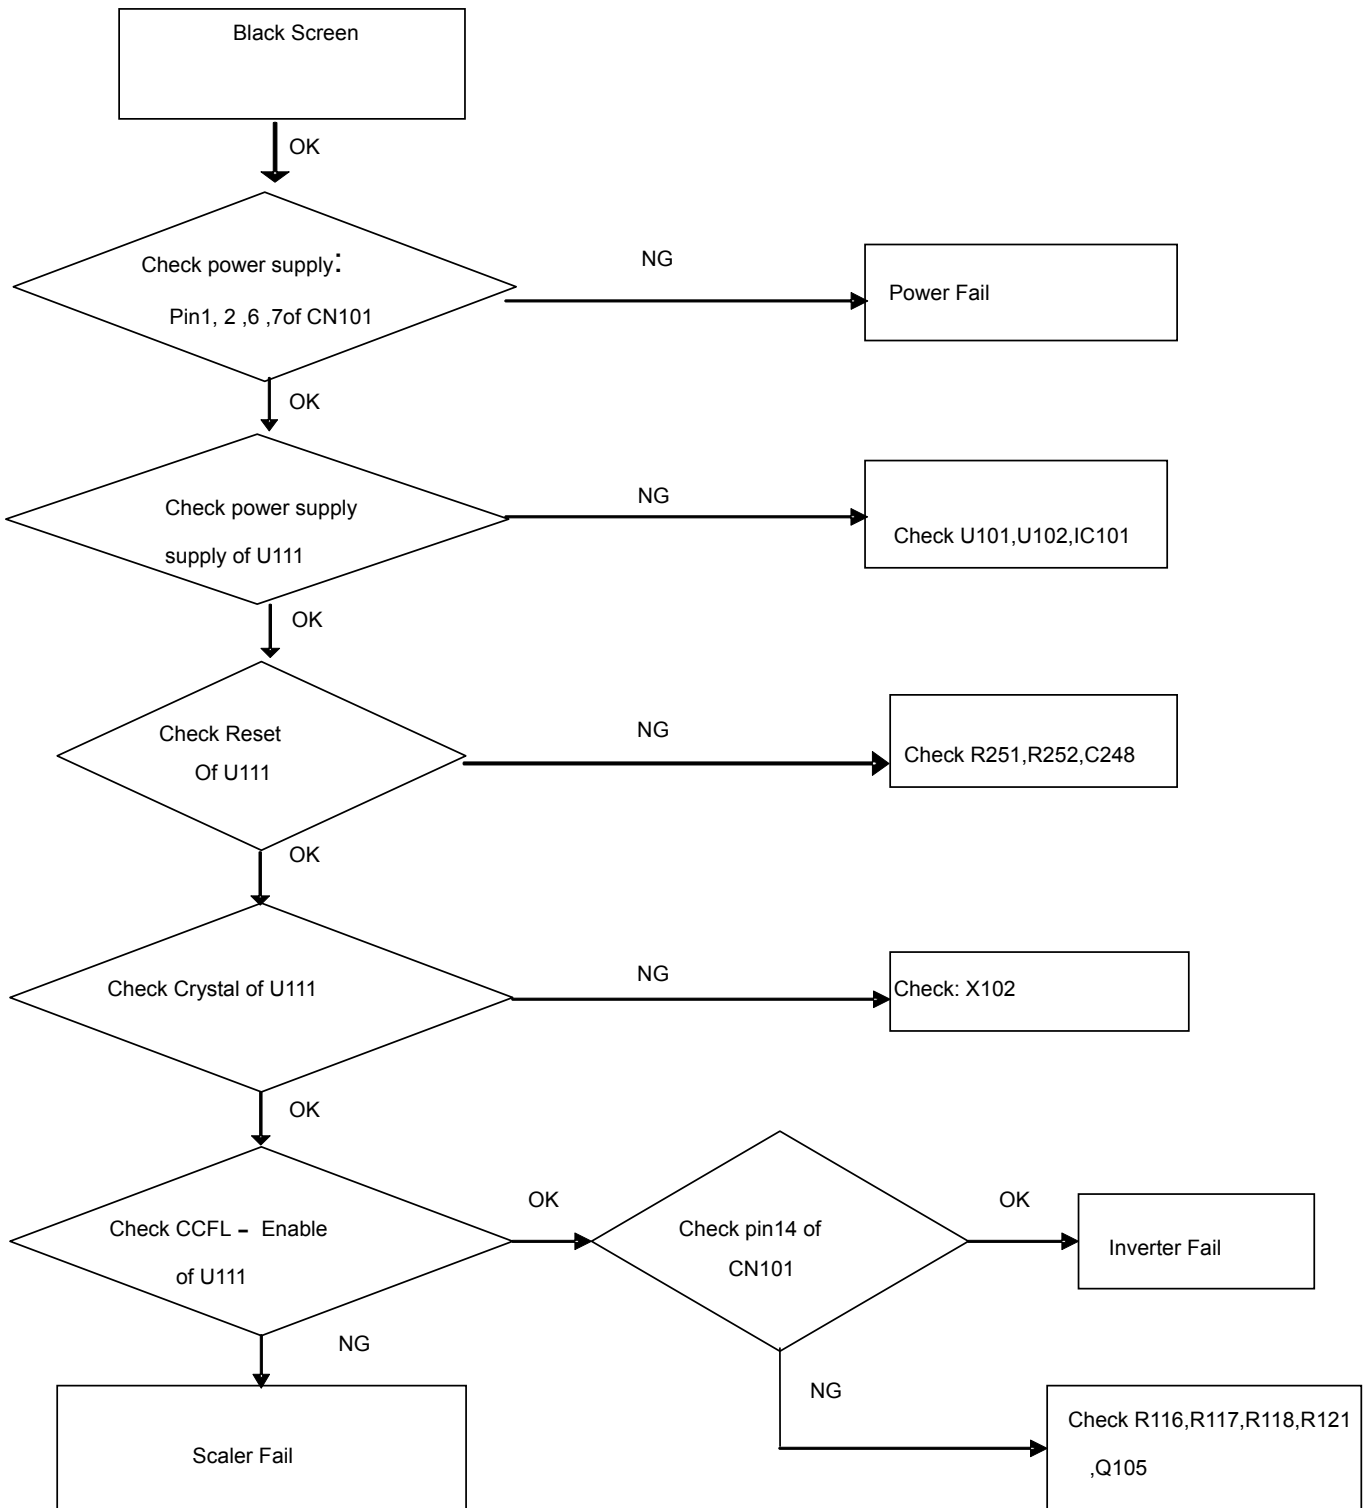 Black Screen
OK
Check power supply:
Pin1, 2 ,6 ,7of CN101
NG
Power Fail
OK
Check power supply
supply of U111
NG
Check U101,U102,IC101
OK
Check Reset
Of U111
NG
Check R251,R252,C248
OK
Check Crystal of U111
NG
Check: X102
OK
Check CCFL – Enable
of U111
OK
Check pin14 of
CN101
OK
Inverter Fail
NG
Scaler Fail
NG
Check R116,R117,R118,R121
,Q105